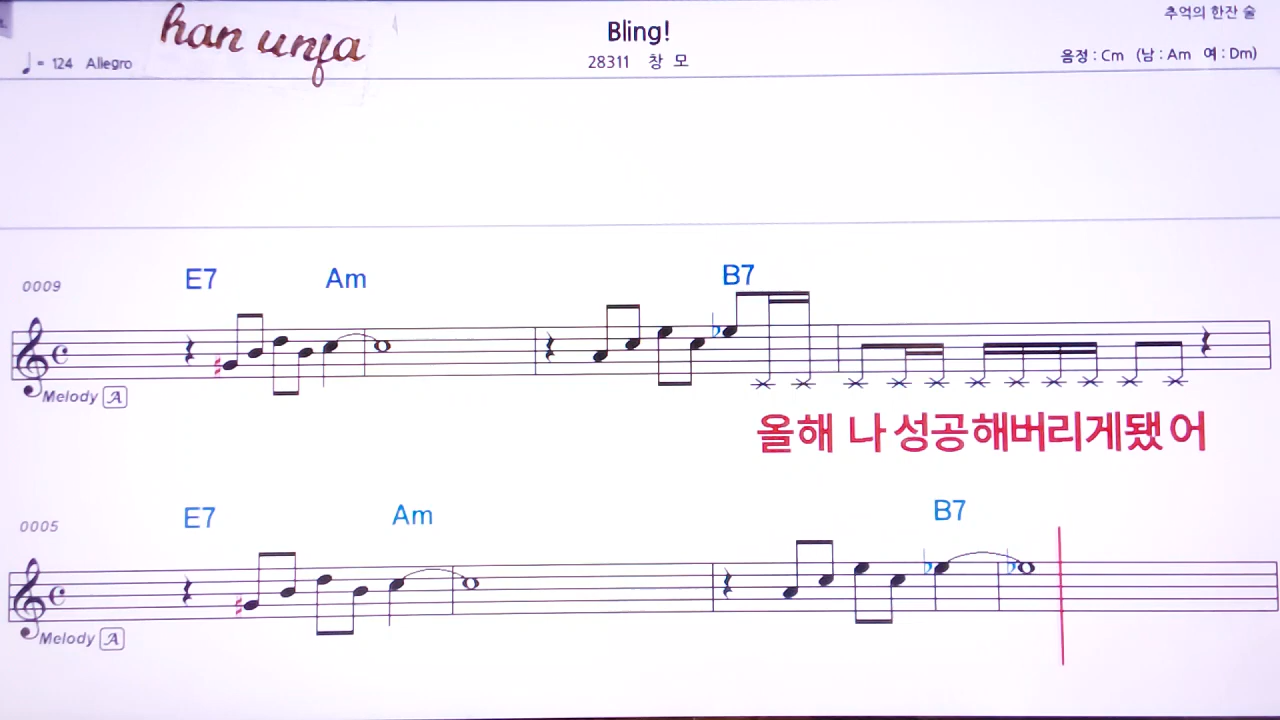 추억의 한잔 술
han unfa
Bling!
♩= 124 Allegro
28311 창 모
음정 : Cm (남 : Am 여 : Dm)
E7 Am B7
0009
Melody A
올해 나 성공해버리게됐어
E7 Am B7
0005
Melody A